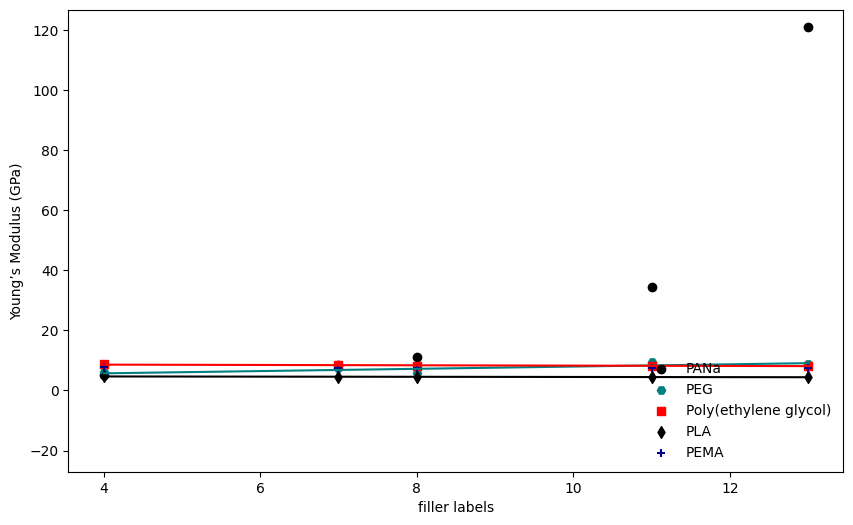 120
100
80
60
40
20
0
−20
Young’s Modulus (GPa)
4
6
8
10
12
filler labels
PANa
PEG
Poly(ethylene glycol)
PLA
PEMA